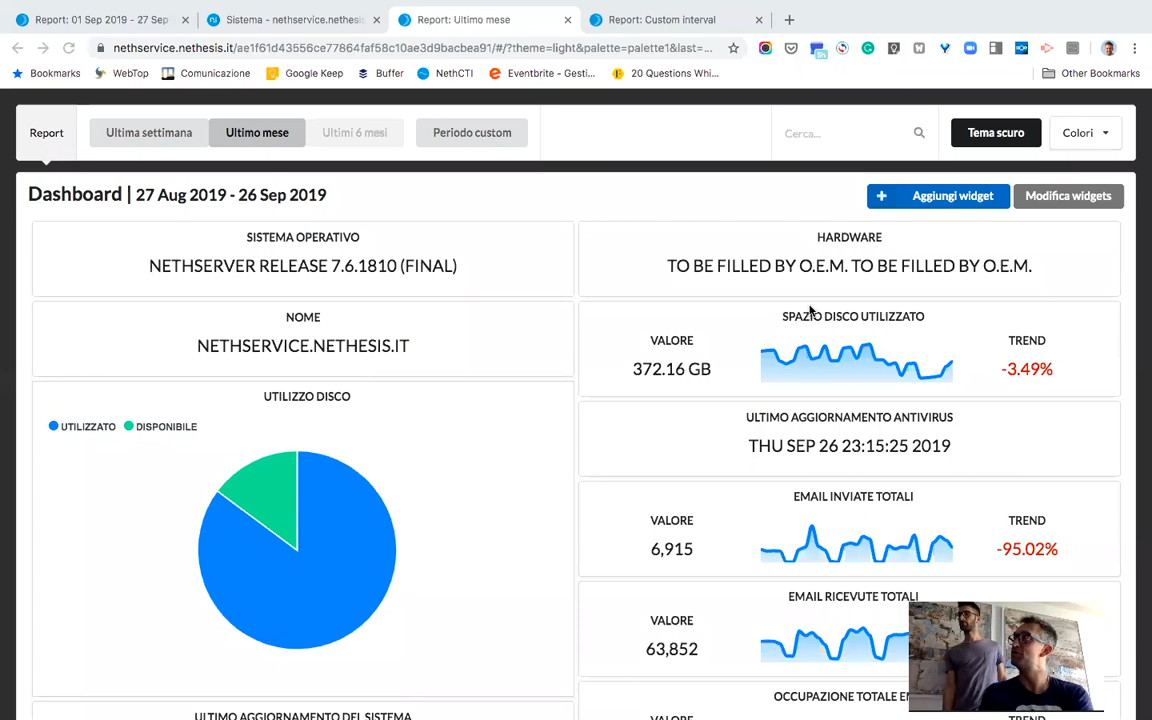 Report: 01 Sep 2019 - 27 Sep
Sistema - nethservice.nethesis
Report: Ultimo mese
Report: Custom interval
nethservice.nethesis.it/ae1f61d43556ce77864faf58c10ae3d9bacbea91/#/?theme=light&palette=palette1&last=...
Bookmarks
WebTop
Comunicazione
Google Keep
Buffer
NethCTI
Eventbrite - Gesti...
20 Questions Whi...
Other Bookmarks
Report
Ultima settimana
Ultimo mese
Ultimi 6 mesi
Periodo custom
Cerca...
Tema scuro
Colori
Dashboard | 27 Aug 2019 - 26 Sep 2019
+ Aggiungi widget
Modifica widgets
SISTEMA OPERATIVO
NETHSERVER RELEASE 7.6.1810 (FINAL)
HARDWARE
TO BE FILLED BY O.E.M. TO BE FILLED BY O.E.M.
NOME
NETHSERVICE.NETHESIS.IT
SPAZIO DISCO UTILIZZATO
VALORE
372.16 GB
TREND
-3.49%
UTILIZZO DISCO
UTILIZZATO
DISPONIBILE
ULTIMO AGGIORNAMENTO ANTIVIRUS
THU SEP 26 23:15:25 2019
EMAIL INVIATE TOTALI
VALORE
6,915
TREND
-95.02%
EMAIL RICEVUTE TOTALI
VALORE
63,852
OCCUPAZIONE TOTALE
VALORE
TREND
ULTIMO AGGIORNAMENTO DEL SISTEMA